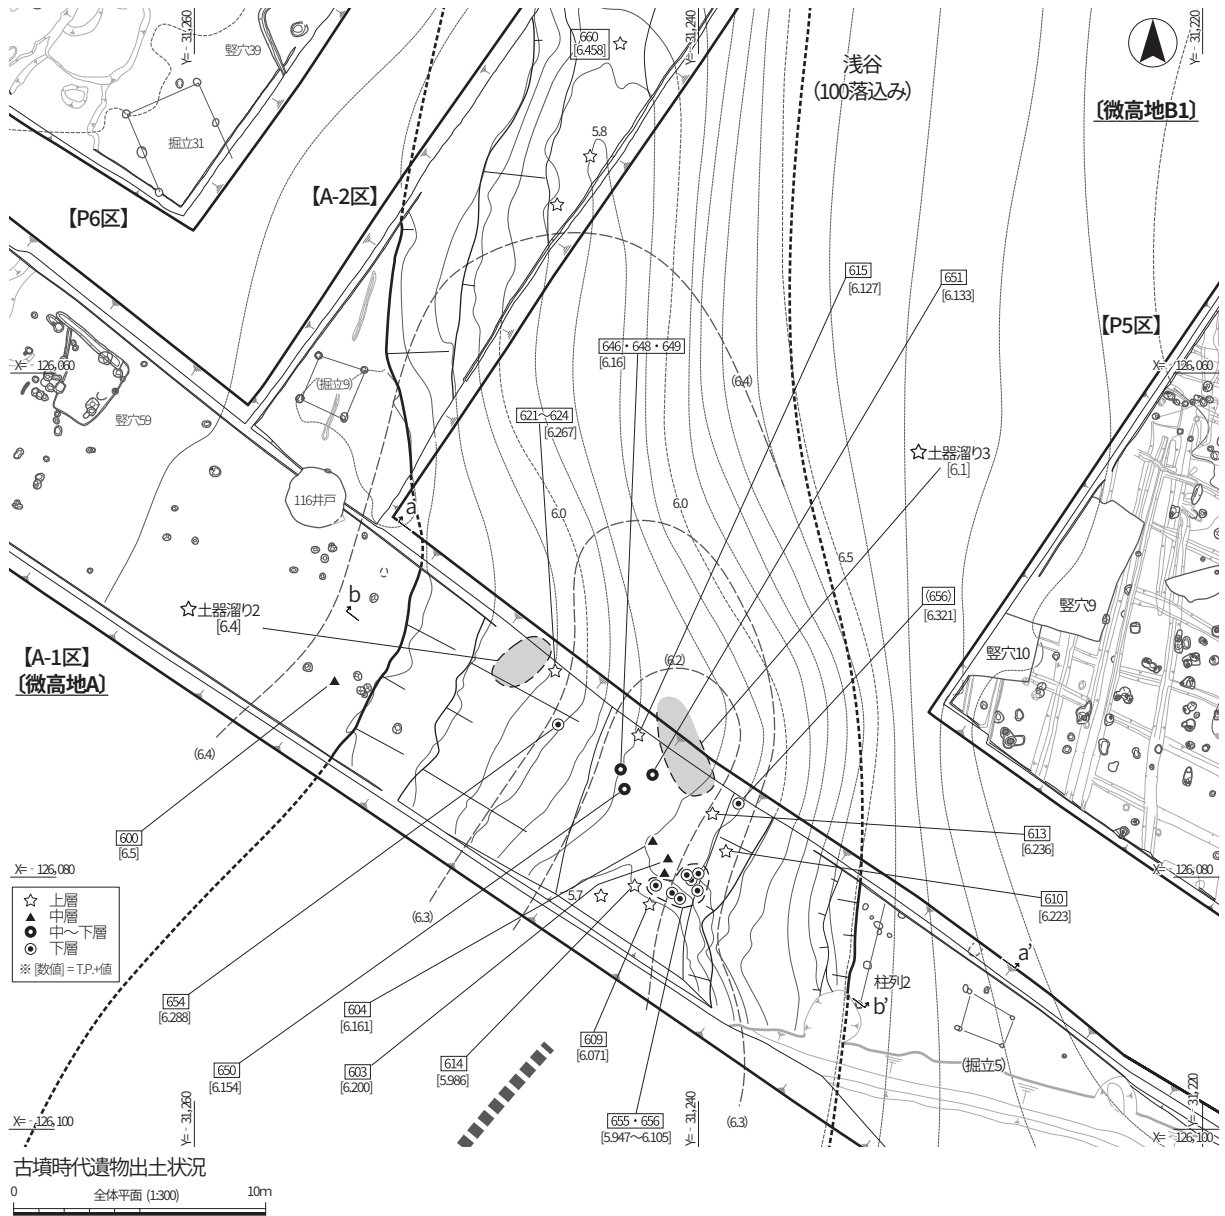 Y=－31,260
Y=－31,240
Y=－31,220
660
[6.458]
竪穴39
浅谷
（100落込み）
〔微高地B1〕
掘立31
5.8
【A-2区】
【P6区】
615
[6.127]
651
[6.133]
【P5区】
646・648・649
[6.16]
X=－126,060
X=－126,060
(6.4)
（掘立9）
竪穴59
621〜624
[6.267]
☆土器溜り3
[6.1]
116井戸
a
6.0
6.0
6.5
b
(656)
[6.321]
☆土器溜り2
[6.4]
竪穴9
竪穴10
【A-1区】
〔微高地A〕
(6.2)
(6.4)
600
[6.5]
613
[6.236]
X=－126,080
X=－126,080
☆ 上層
▲ 中層
中〜下層
◉ 下層
※ [数値] = T.P.+値
5.7
610
[6.223]
(6.3)
a'
柱列2
b'
654
[6.288]
604
[6.161]
609
[6.071]
650
[6.154]
603
[6.200]
614
[5.986]
（掘立5）
655・656
[5.947〜6.105]
(6.3)
X=－126,100
Y=－31,260
Y=－31,240
Y=－31,220
X=－126,100
古墳時代遺物出土状況
0 全体平面 (1:300) 10m